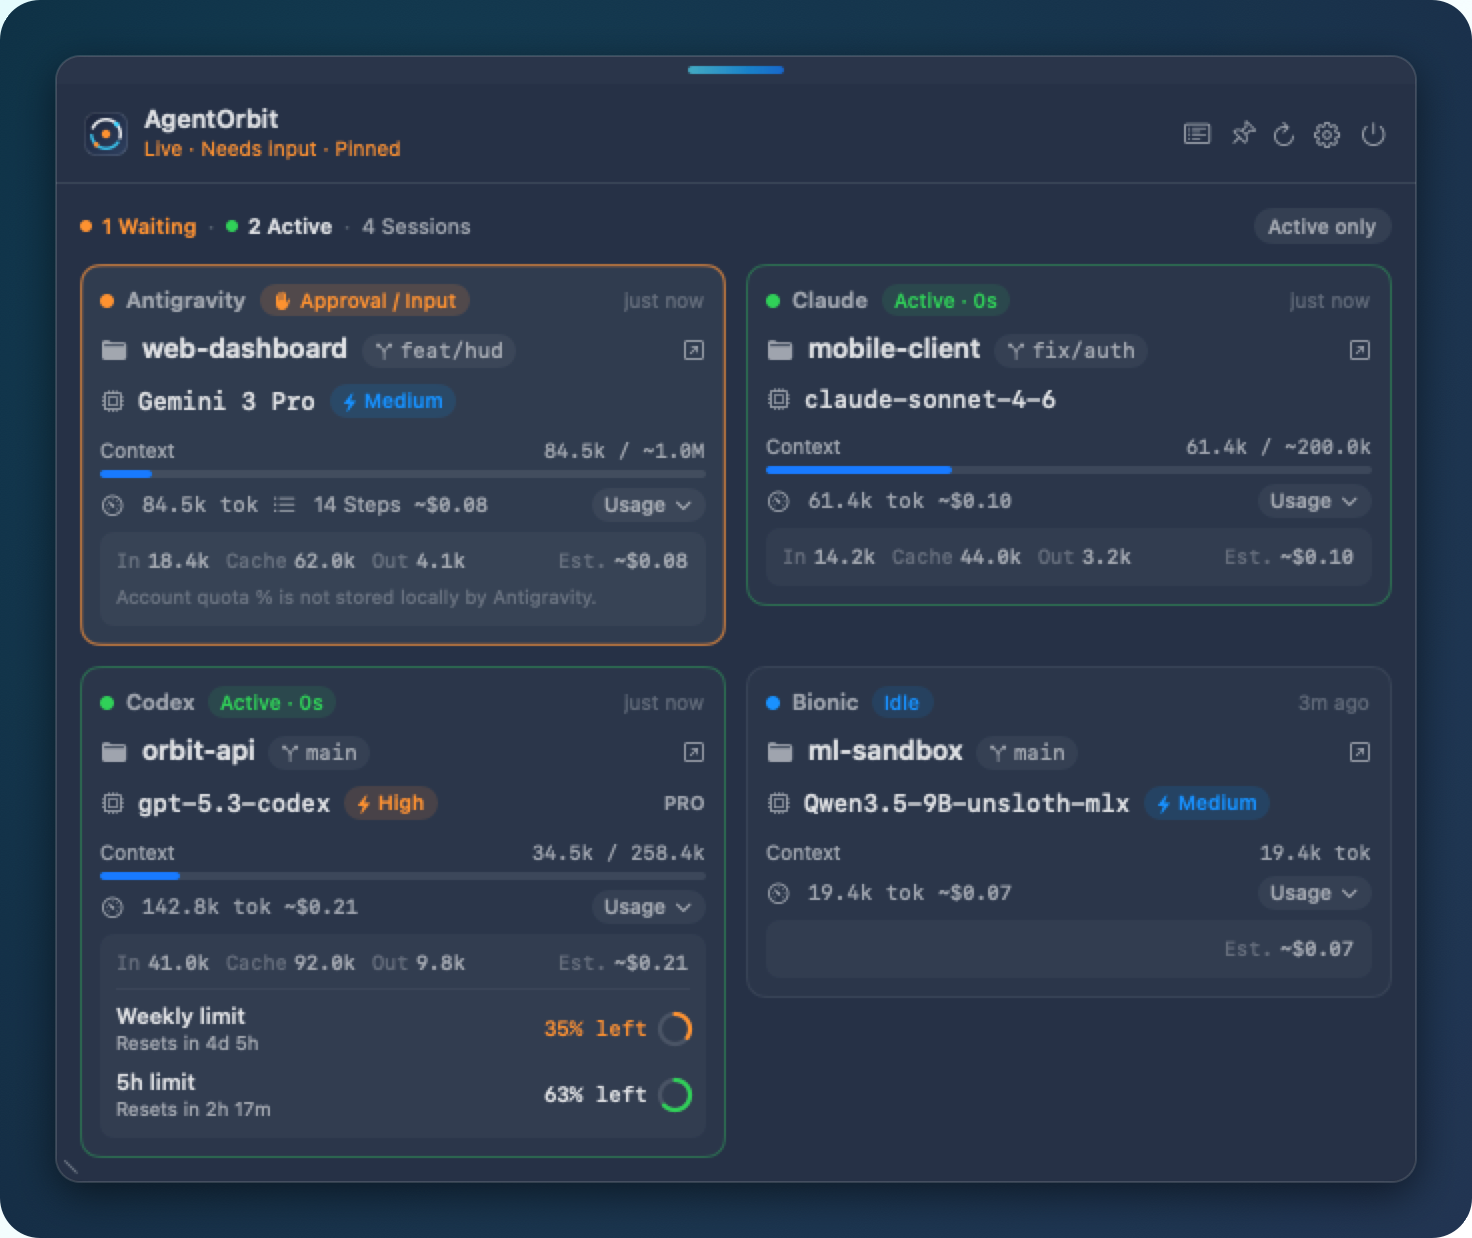 AgentOrbit
Live · Needs input · Pinned
1 Waiting · 2 Active · 4 Sessions
Active only
Antigravity Approval / Input just now
web-dashboard feat/hud
Gemini 3 Pro Medium
Context 84.5k / ~1.0M
84.5k tok 14 Steps ~$0.08 Usage
In 18.4k Cache 62.0k Out 4.1k Est. ~$0.08
Account quota % is not stored locally by Antigravity.
Claude Active · 0s just now
mobile-client fix/auth
claude-sonnet-4-6
Context 61.4k / ~200.0k
61.4k tok ~$0.10 Usage
In 14.2k Cache 44.0k Out 3.2k Est. ~$0.10
Codex Active · 0s just now
orbit-api main
gpt-5.3-codex High PRO
Context 34.5k / 258.4k
142.8k tok ~$0.21 Usage
In 41.0k Cache 92.0k Out 9.8k Est. ~$0.21
Weekly limit
Resets in 4d 5h
35% left
5h limit
Resets in 2h 17m
63% left
Bionic Idle 3m ago
ml-sandbox main
Qwen3.5-9B-unsloth-mlx Medium
Context 19.4k tok
19.4k tok ~$0.07 Usage
Est. ~$0.07